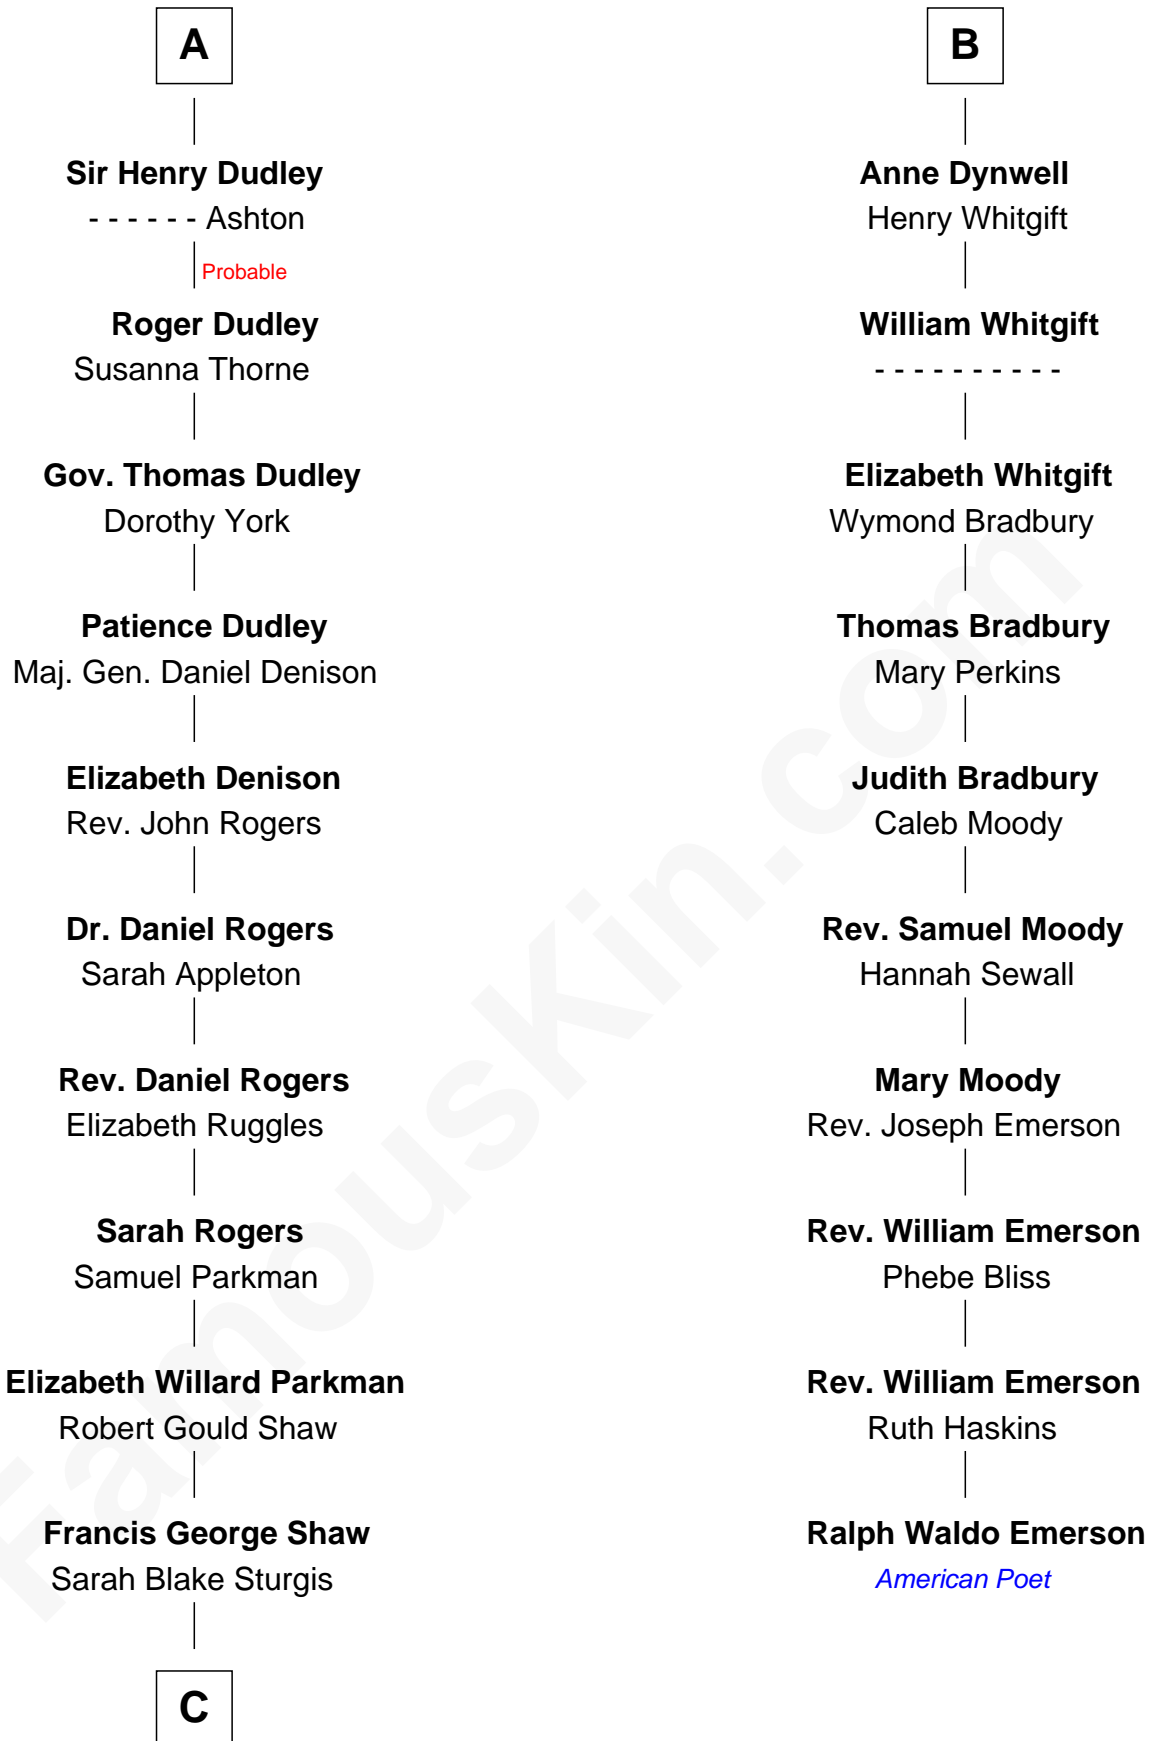 A
Sir Henry Dudley
- - - - - - Ashton
Probable
Roger Dudley
Susanna Thorne
Gov. Thomas Dudley
Dorothy York
Patience Dudley
Maj. Gen. Daniel Denison
Elizabeth Denison
Rev. John Rogers
Dr. Daniel Rogers
Sarah Appleton
Rev. Daniel Rogers
Elizabeth Ruggles
Sarah Rogers
Samuel Parkman
Elizabeth Willard Parkman
Robert Gould Shaw
Francis George Shaw
Sarah Blake Sturgis
C
B
Anne Dynwell
Henry Whitgift
William Whitgift
- - - - - - - - - -
Elizabeth Whitgift
Wymond Bradbury
Thomas Bradbury
Mary Perkins
Judith Bradbury
Caleb Moody
Rev. Samuel Moody
Hannah Sewall
Mary Moody
Rev. Joseph Emerson
Rev. William Emerson
Phebe Bliss
Rev. William Emerson
Ruth Haskins
Ralph Waldo Emerson
American Poet
FamousKin.com